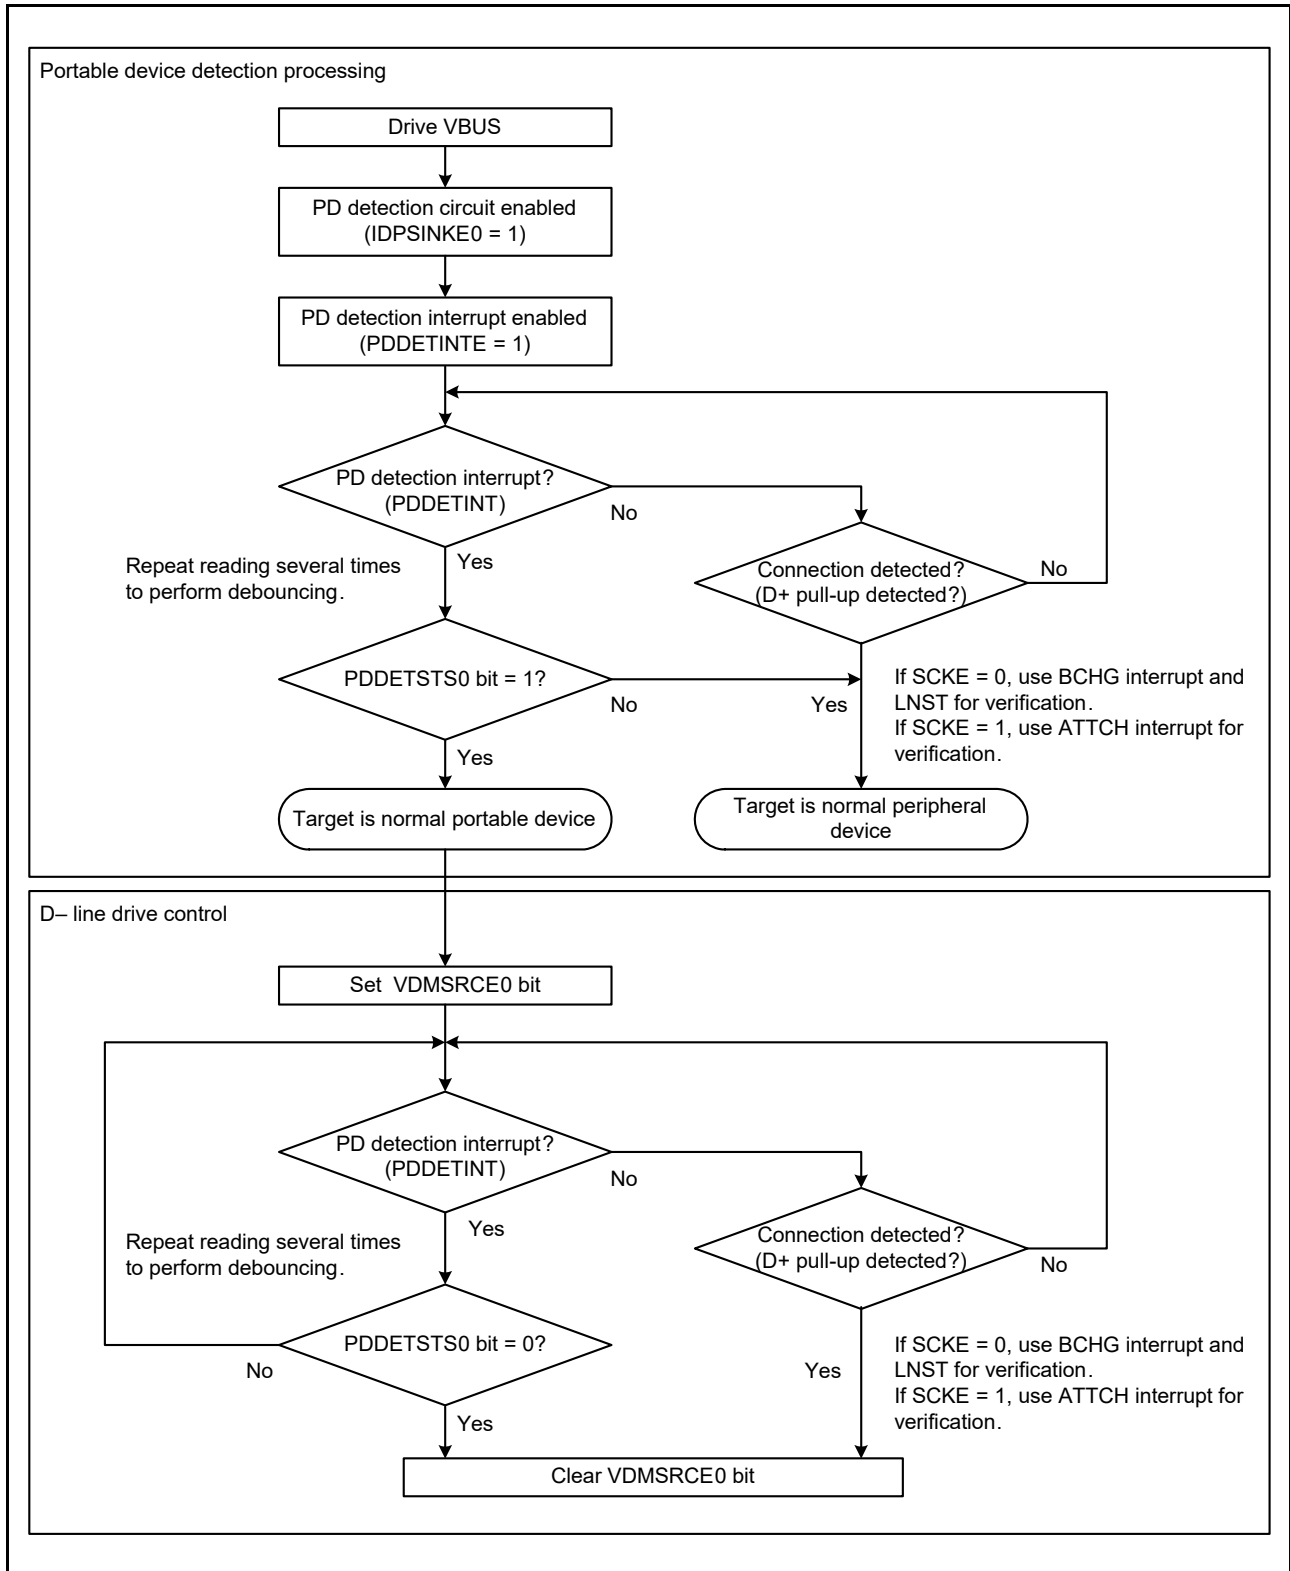 Portable device detection processing
Drive VBUS
PD detection circuit enabled
(IDPSINKE0 = 1)
PD detection interrupt enabled
(PDDETINTE = 1)
PD detection interrupt?
(PDDETINT)
No
Yes
Repeat reading several times
to perform debouncing.
Connection detected?
(D+ pull-up detected?)
No
PDDETSTS0 bit = 1?
No
Yes
If SCKE = 0, use BCHG interrupt and
LNST for verification.
If SCKE = 1, use ATTCH interrupt for
verification.
Yes
Target is normal portable device
Target is normal peripheral
device
D– line drive control
Set VDMSRCE0 bit
PD detection interrupt?
(PDDETINT)
No
Yes
Repeat reading several times
to perform debouncing.
Connection detected?
(D+ pull-up detected?)
No
PDDETSTS0 bit = 0?
No
Yes
If SCKE = 0, use BCHG interrupt and
LNST for verification.
If SCKE = 1, use ATTCH interrupt for
verification.
Yes
Clear VDMSRCE0 bit